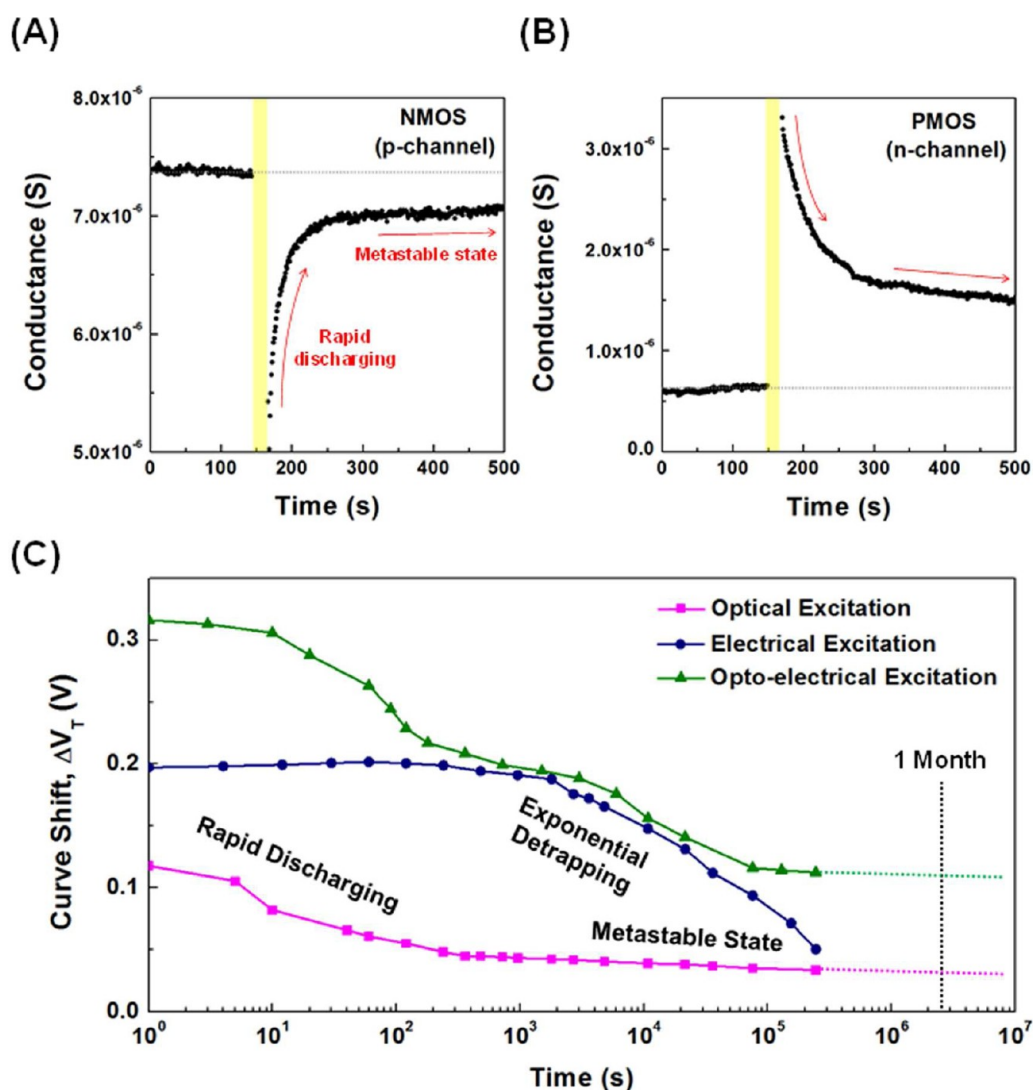 (A)
(B)
8.0x10⁻⁶
7.0x10⁻⁶
6.0x10⁻⁶
5.0x10⁻⁶
Conductance (S)
NMOS
(p-channel)
Metastable state
Rapid
discharging
0 100 200 300 400 500
Time (s)
3.0x10⁻⁶
2.0x10⁻⁶
1.0x10⁻⁶
0.0
Conductance (S)
PMOS
(n-channel)
0 100 200 300 400 500
Time (s)
(C)
0.3
0.2
0.1
0.0
Curve Shift, ΔV_T (V)
Optical Excitation
Electrical Excitation
Opto-electrical Excitation
1 Month
Rapid Discharging
Exponential
Detrapping
Metastable State
10⁰ 10¹ 10² 10³ 10⁴ 10⁵ 10⁶ 10⁷
Time (s)